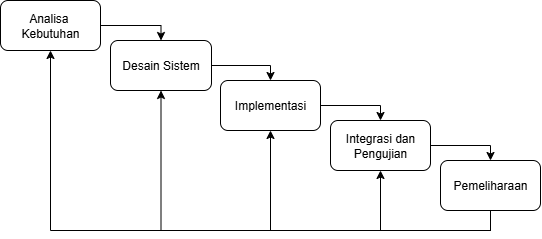 Analisa
Kebutuhan
Desain Sistem
Implementasi
Integrasi dan
Pengujian
Pemeliharaan